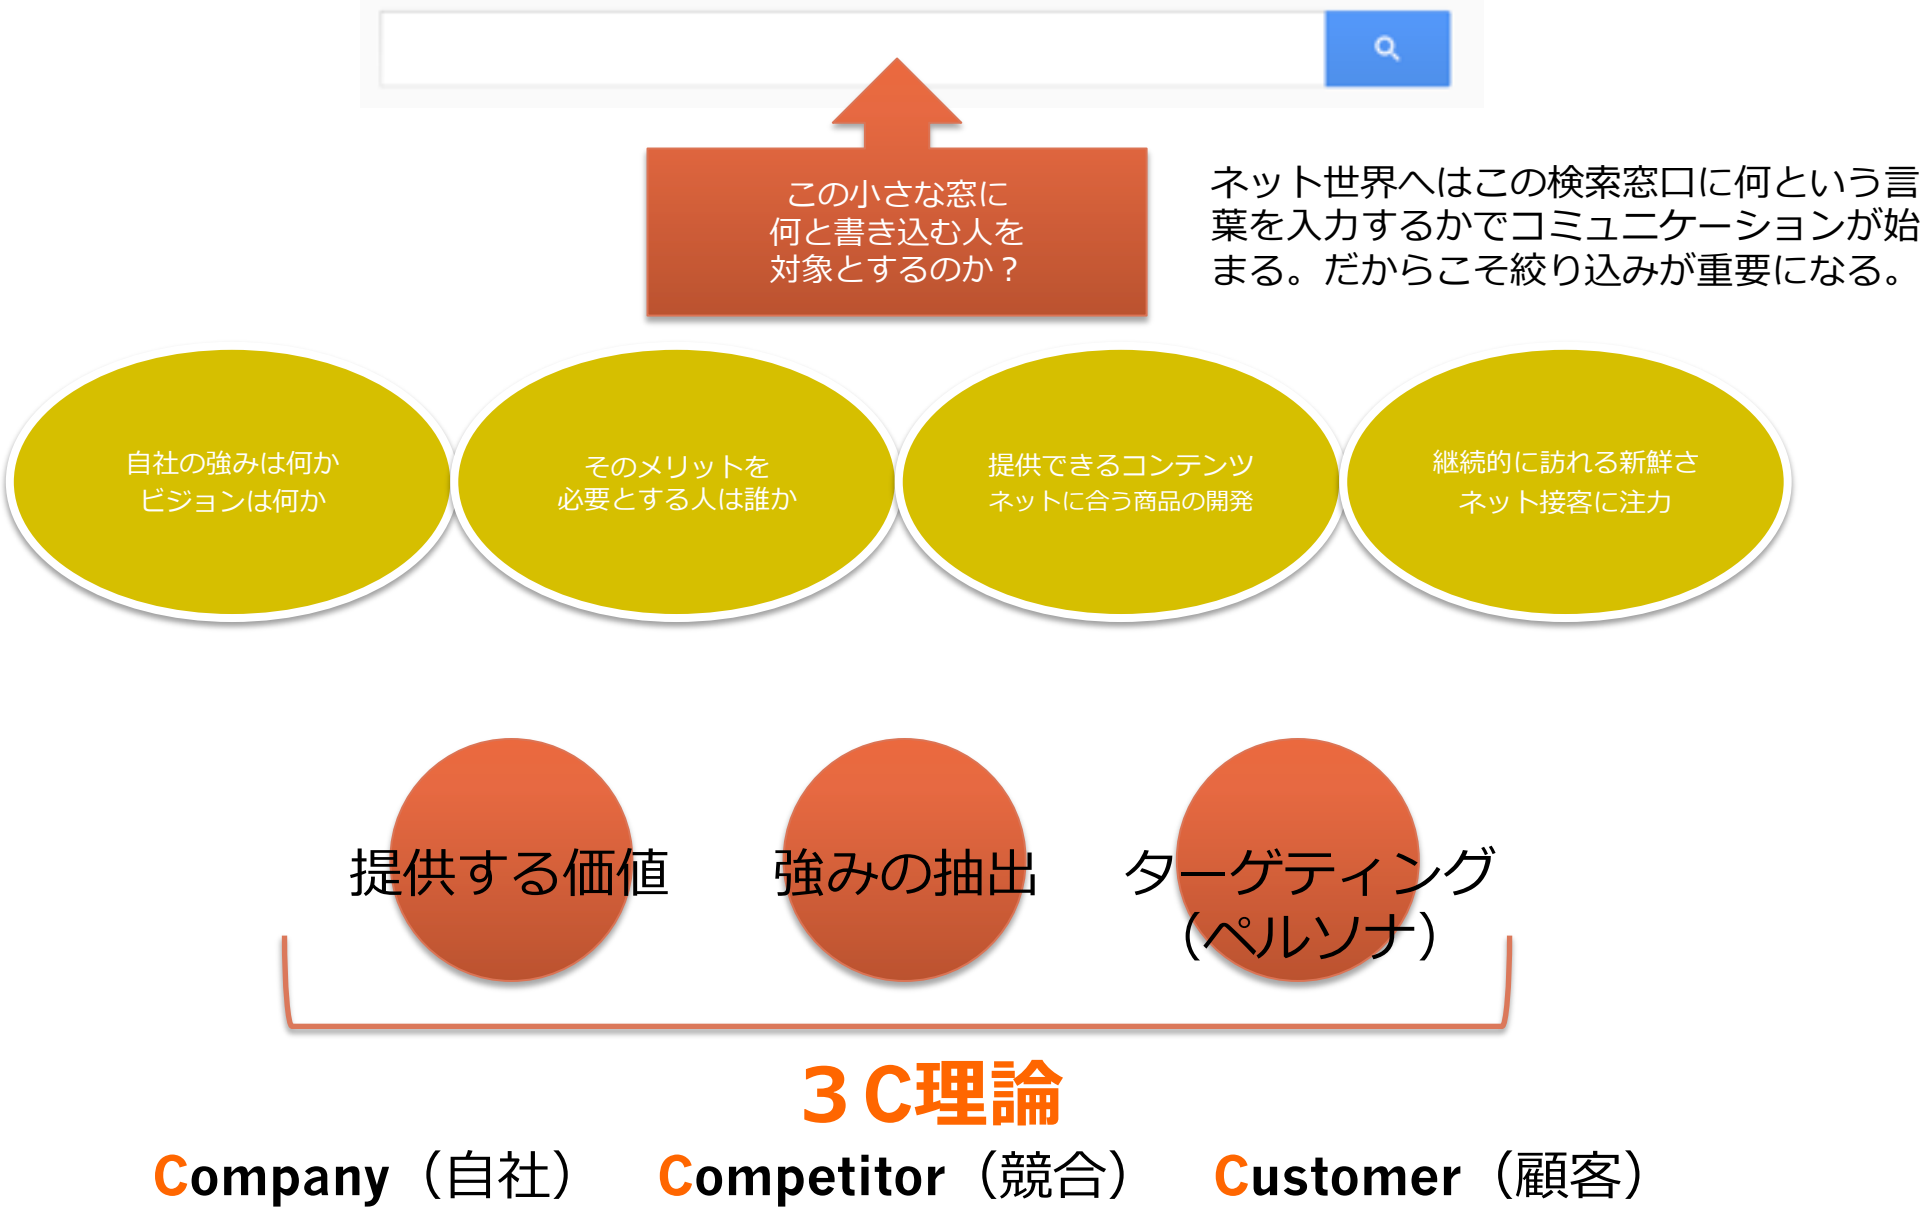 この小さな窓に
何と書き込む人を
対象とするのか？
ネット世界へはこの検索窓口に何という言
葉を入力するかでコミュニケーションが始
まる。だからこそ絞り込みが重要になる。
自社の強みは何か
ビジョンは何か
そのメリットを
必要とする人は誰か
提供できるコンテンツ
ネットに合う商品の開発
継続的に訪れる新鮮さ
ネット接客に注力
提供する価値
強みの抽出
ターゲティング
（ペルソナ）
３C理論
Company（自社） Competitor（競合） Customer（顧客）